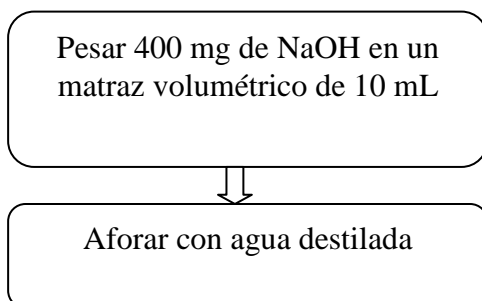 Pesar 400 mg de NaOH en un
matraz volumétrico de 10 mL
Aforar con agua destilada